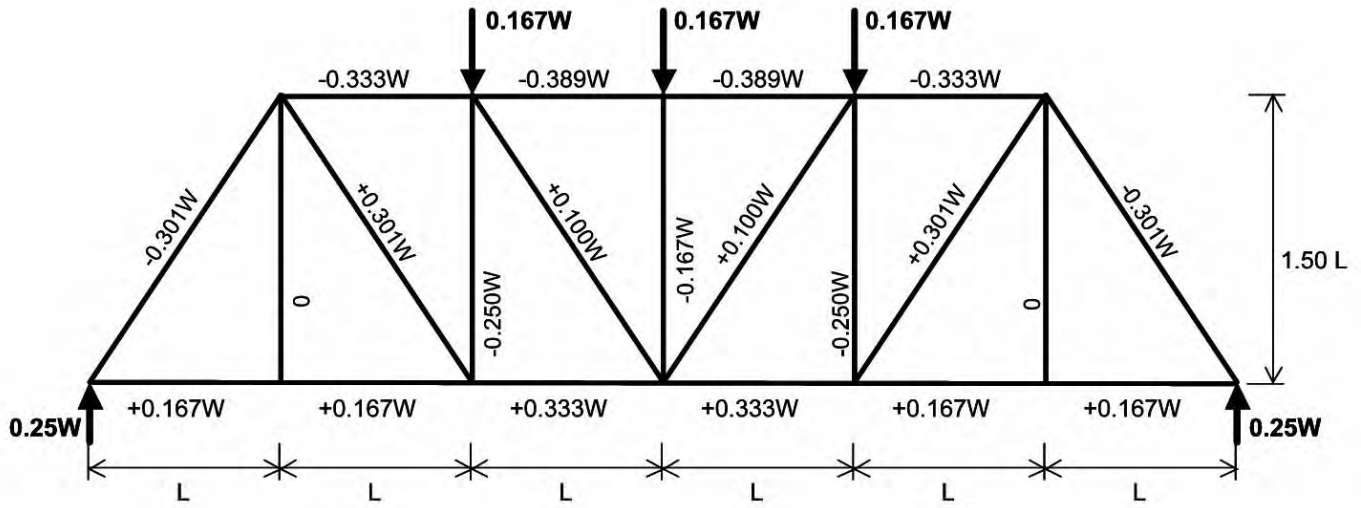 0.167W 0.167W 0.167W
-0.333W -0.389W -0.389W -0.333W
-0.301W +0.301W +0.100W +0.100W +0.301W -0.301W
0 -0.250W -0.167W -0.250W 0
1.50 L
+0.167W +0.167W +0.333W +0.333W +0.167W +0.167W
0.25W 0.25W
L L L L L L